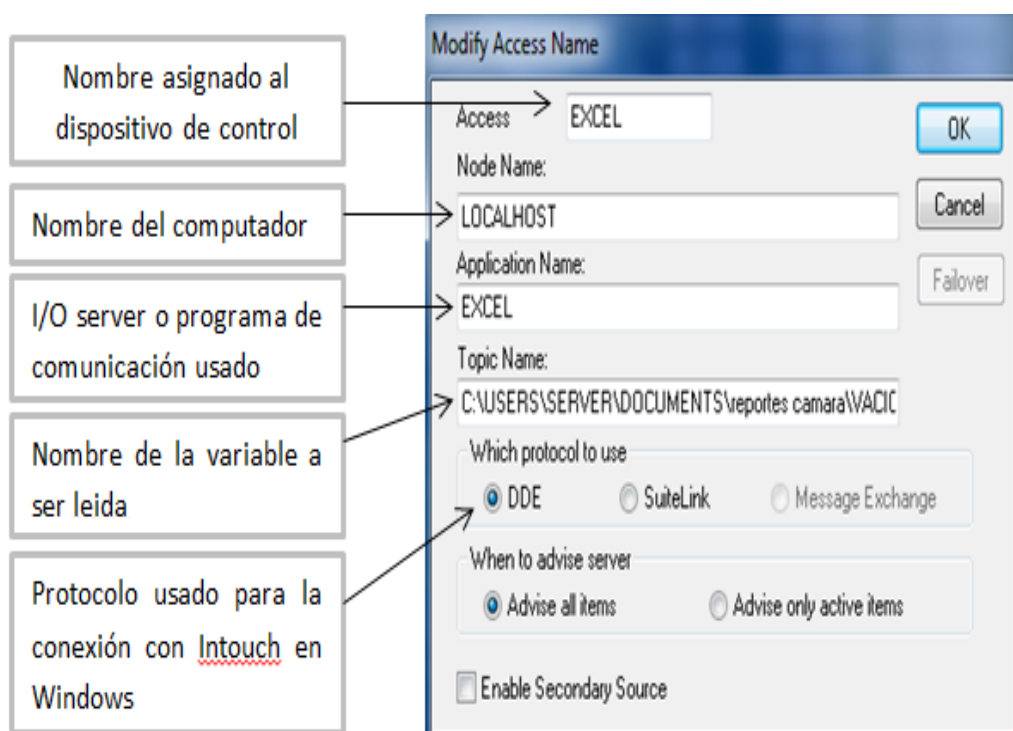 Nombre asignado al
dispositivo de control
Nombre del computador
I/O server o programa de
comunicación usado
Nombre de la variable a
ser leida
Protocolo usado para la
conexión con Intouch en
Windows
Modify Access Name
Access
EXCEL
OK
Node Name:
LOCALHOST
Cancel
Application Name:
EXCEL
Failover
Topic Name:
C:\USERS\SERVER\DOCUMENTS\reportes camara\VACIC
Which protocol to use
DDE
SuiteLink
Message Exchange
When to advise server
Advise all items
Advise only active items
Enable Secondary Source